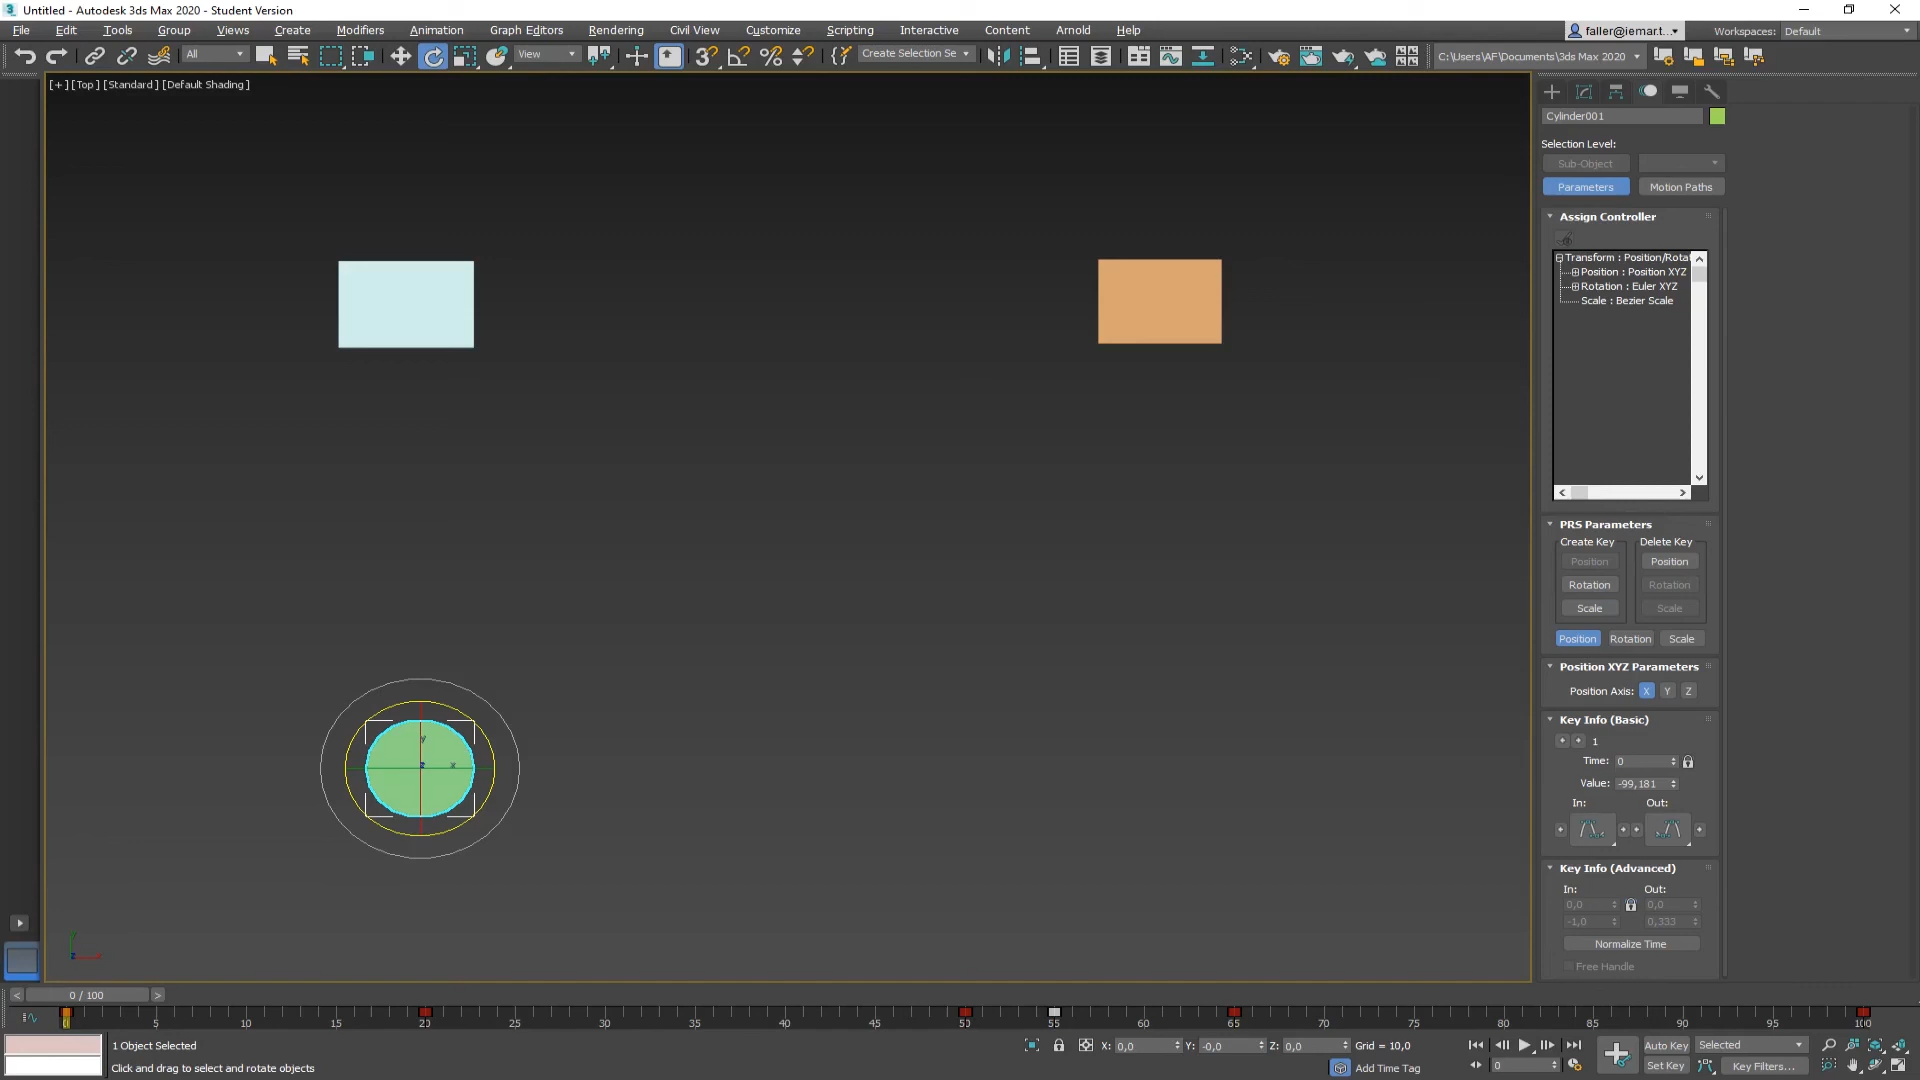 Untitled - Autodesk 3ds Max 2020 - Student Version
File Edit Tools Group Views Create Modifiers Animation Graph Editors Rendering Civil View Customize Scripting Interactive Content Arnold Help
faller@iemar.t... Workspaces: Default
All View Create Selection Se C:\Users\AF\Documents\3ds Max 2020
[+] [Top] [Standard] [Default Shading]
Cylinder001
Selection Level:
Sub-Object
Parameters Motion Paths
Assign Controller
Transform : Position/Rotat
Position : Position XYZ
Rotation : Euler XYZ
Scale : Bezier Scale
PRS Parameters
Create Key Delete Key
Position Position
Rotation Rotation
Scale Scale
Position Rotation Scale
Position XYZ Parameters
Position Axis: X Y Z
Key Info (Basic)
1
Time: 0
Value: -99,181
In: Out:
Key Info (Advanced)
In: Out:
0,0 0,0
-1,0 0,333
Normalize Time
Free Handle
y
z x
y
z x
< 0 / 100 >
0 5 10 15 20 25 30 35 40 45 50 55 60 65 70 75 80 85 90 95 100
1 Object Selected
X: 0,0 Y: -0,0 Z: 0,0 Grid = 10,0
Auto Key Selected
Click and drag to select and rotate objects
Add Time Tag
0
Set Key Key Filters...